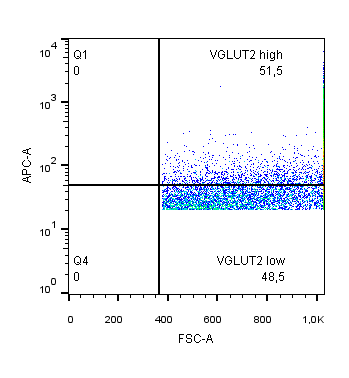 10^4
Q1
0
VGLUT2 high
51,5
10^3
APC-A
10^2
10^1
Q4
0
VGLUT2 low
48,5
10^0
0
200
400
600
800
1,0K
FSC-A